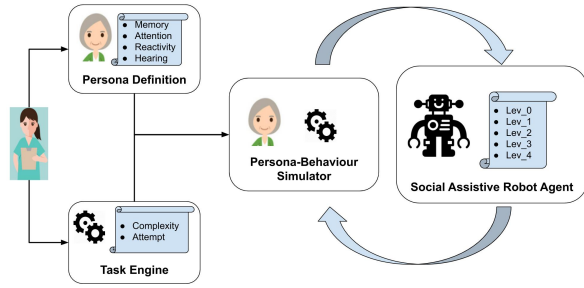 Memory
Attention
Reactivity
Hearing
Persona Definition
Complexity
Attempt
Task Engine
Persona-Behaviour
Simulator
Lev_0
Lev_1
Lev_2
Lev_3
Lev_4
Social Assistive Robot Agent